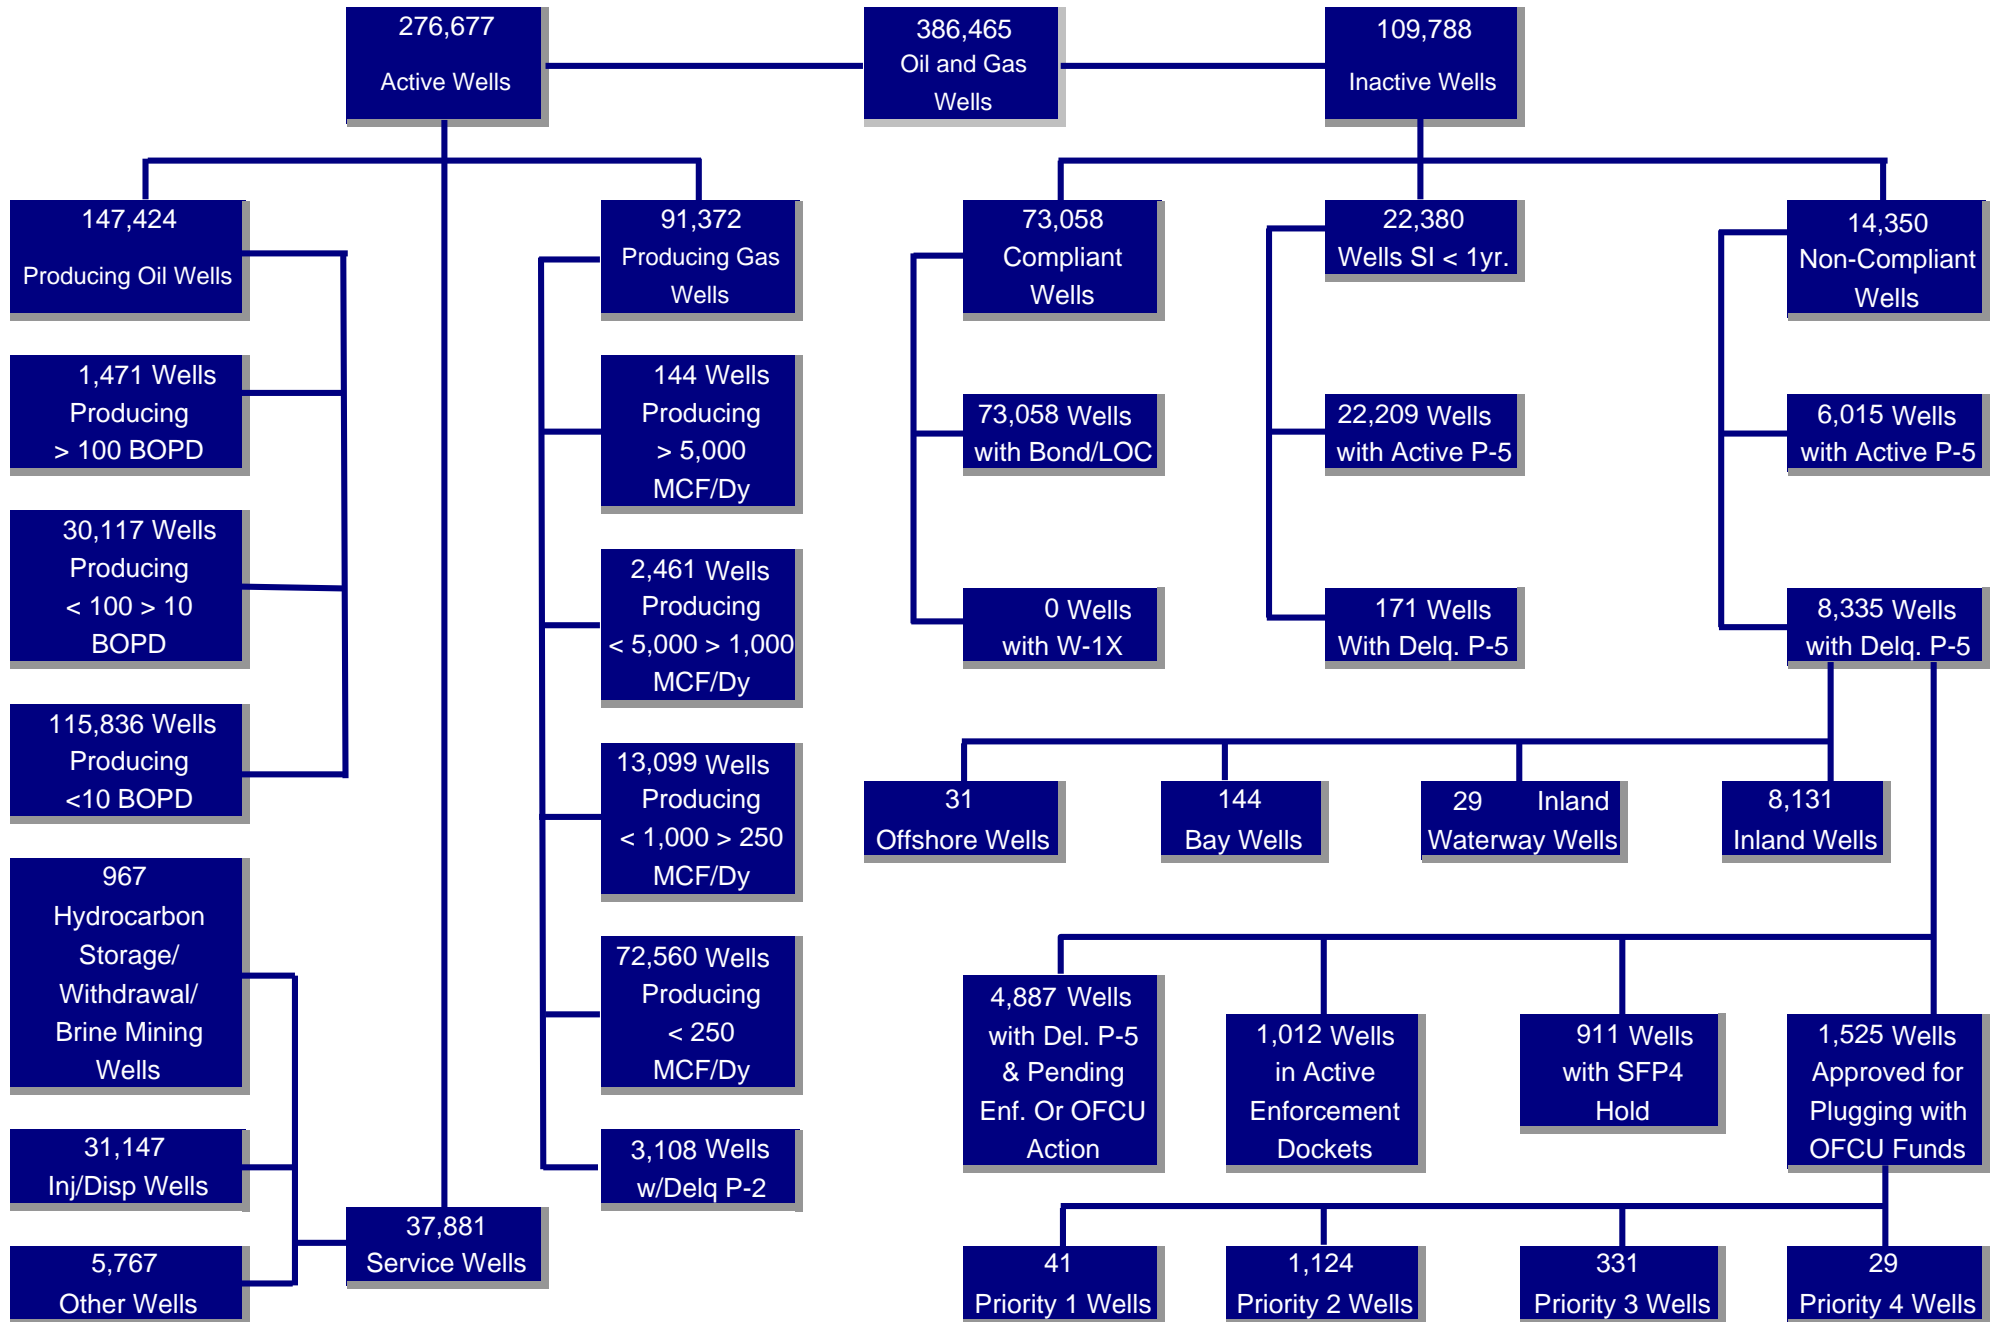 276,677
Active Wells
386,465
Oil and Gas
Wells
109,788
Inactive Wells
147,424
Producing Oil Wells
91,372
Producing Gas
Wells
73,058
Compliant
Wells
22,380
Wells SI < 1yr.
14,350
Non-Compliant
Wells
1,471 Wells
Producing
> 100 BOPD
144 Wells
Producing
> 5,000
MCF/Dy
73,058 Wells
with Bond/LOC
22,209 Wells
with Active P-5
6,015 Wells
with Active P-5
30,117 Wells
Producing
< 100 > 10
BOPD
2,461 Wells
Producing
< 5,000 > 1,000
MCF/Dy
0 Wells
with W-1X
171 Wells
With Delq. P-5
8,335 Wells
with Delq. P-5
115,836 Wells
Producing
<10 BOPD
13,099 Wells
Producing
< 1,000 > 250
MCF/Dy
31
Offshore Wells
144
Bay Wells
29 Inland
Waterway Wells
8,131
Inland Wells
967
Hydrocarbon
Storage/
Withdrawal/
Brine Mining
Wells
72,560 Wells
Producing
< 250
MCF/Dy
4,887 Wells
with Del. P-5
& Pending
Enf. Or OFCU
Action
1,012 Wells
in Active
Enforcement
Dockets
911 Wells
with SFP4
Hold
1,525 Wells
Approved for
Plugging with
OFCU Funds
31,147
Inj/Disp Wells
3,108 Wells
w/Delq P-2
37,881
Service Wells
5,767
Other Wells
41
Priority 1 Wells
1,124
Priority 2 Wells
331
Priority 3 Wells
29
Priority 4 Wells